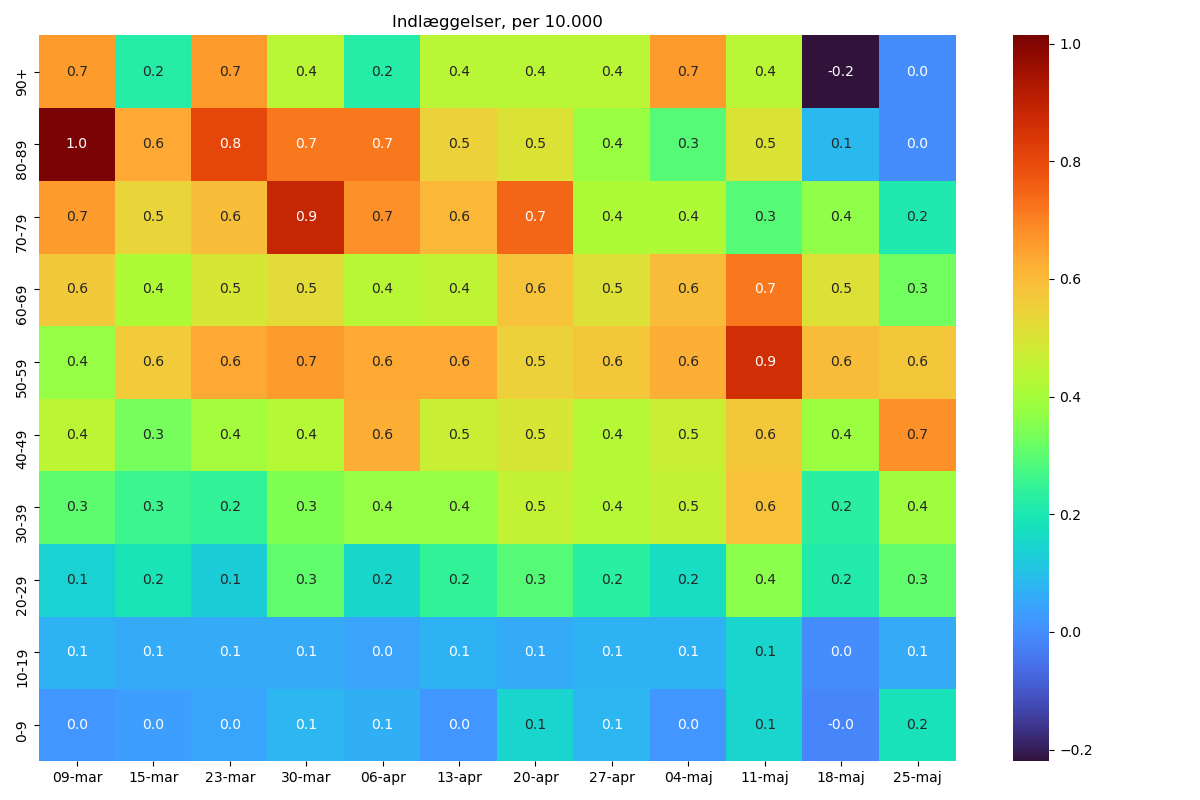 Indlæggelser, per 10.000
90+ 0.7 0.2 0.7 0.4 0.2 0.4 0.4 0.4 0.7 0.4 -0.2 0.0
80-89 1.0 0.6 0.8 0.7 0.7 0.5 0.5 0.4 0.3 0.5 0.1 0.0
70-79 0.7 0.5 0.6 0.9 0.7 0.6 0.7 0.4 0.4 0.3 0.4 0.2
60-69 0.6 0.4 0.5 0.5 0.4 0.4 0.6 0.5 0.6 0.7 0.5 0.3
50-59 0.4 0.6 0.6 0.7 0.6 0.6 0.5 0.6 0.6 0.9 0.6 0.6
40-49 0.4 0.3 0.4 0.4 0.6 0.5 0.5 0.4 0.5 0.6 0.4 0.7
30-39 0.3 0.3 0.2 0.3 0.4 0.4 0.5 0.4 0.5 0.6 0.2 0.4
20-29 0.1 0.2 0.1 0.3 0.2 0.2 0.3 0.2 0.2 0.4 0.2 0.3
10-19 0.1 0.1 0.1 0.1 0.0 0.1 0.1 0.1 0.1 0.1 0.0 0.1
0-9 0.0 0.0 0.0 0.1 0.1 0.0 0.1 0.1 0.0 0.1 -0.0 0.2
09-mar 15-mar 23-mar 30-mar 06-apr 13-apr 20-apr 27-apr 04-maj 11-maj 18-maj 25-maj
1.0
0.8
0.6
0.4
0.2
0.0
−0.2